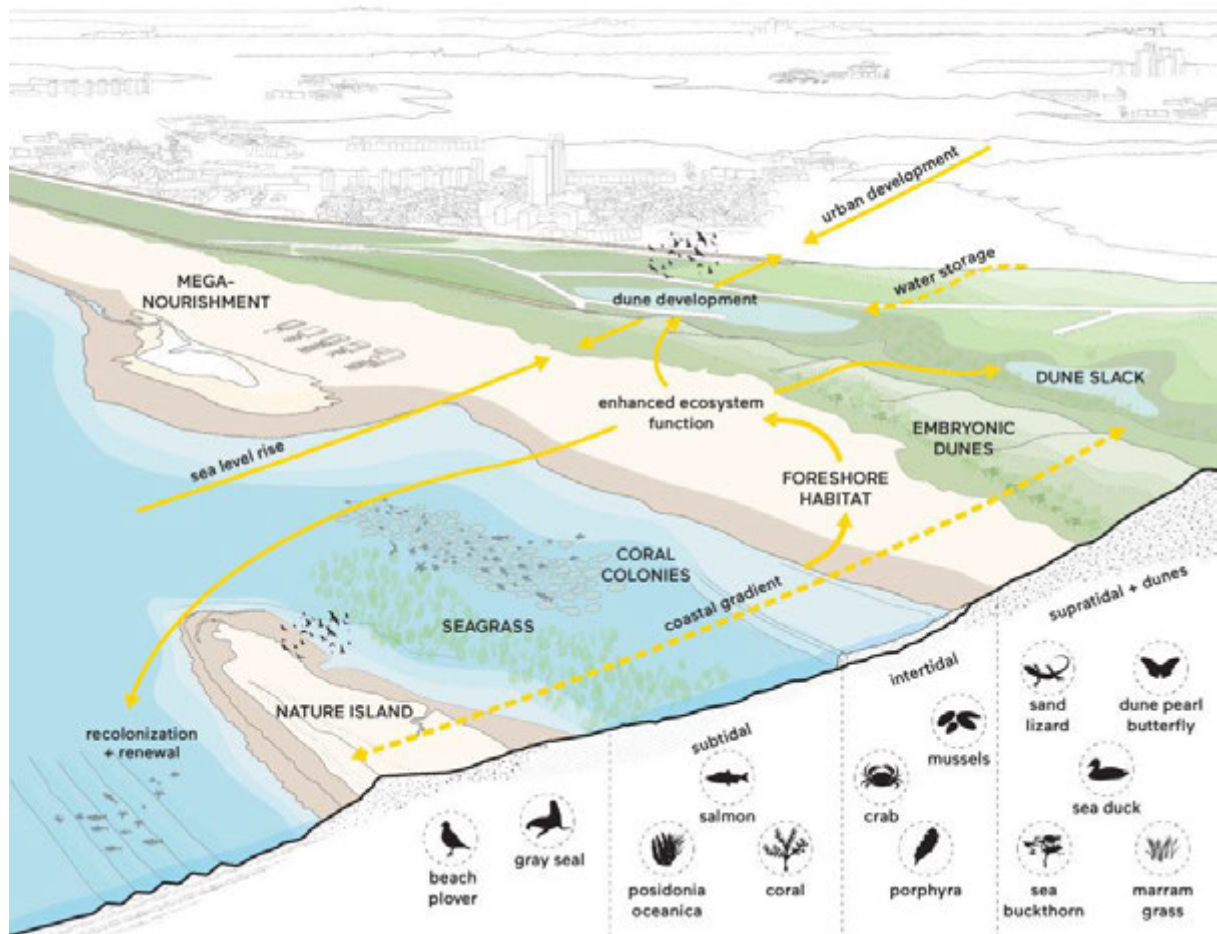 urban development
water storage
MEGA-
NOURISHMENT
dune development
DUNE SLACK
enhanced ecosystem
function
EMBRYONIC
DUNES
sea level rise
FORESHORE
HABITAT
CORAL
COLONIES
coastal gradient
supratidal + dunes
SEAGRASS
intertidal
NATURE ISLAND
recolonization
+ renewal
subtidal
sand
lizard
dune pearl
butterfly
mussels
salmon
crab
sea duck
beach
plover
gray seal
posidonia
oceanica
coral
porphyra
sea
buckthorn
marram
grass